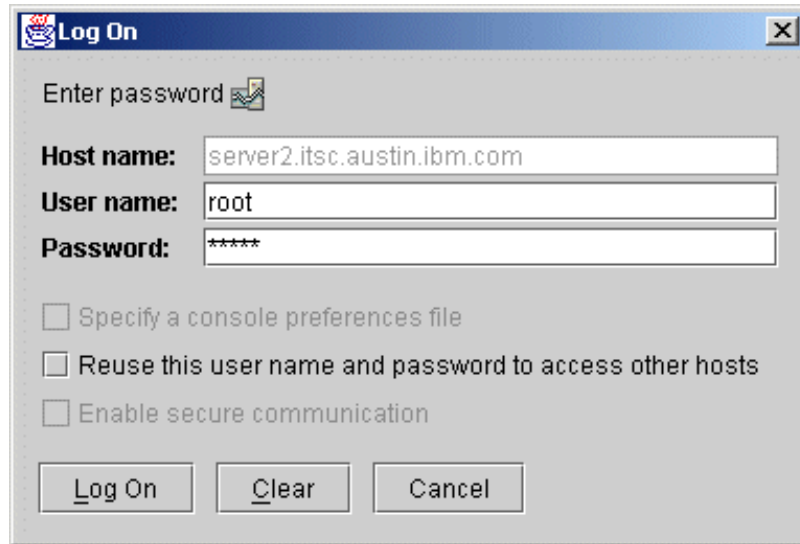 Log On
Enter password
Host name: server2.itsc.austin.ibm.com
User name: root
Password: *****
Specify a console preferences file
Reuse this user name and password to access other hosts
Enable secure communication
Log On Clear Cancel